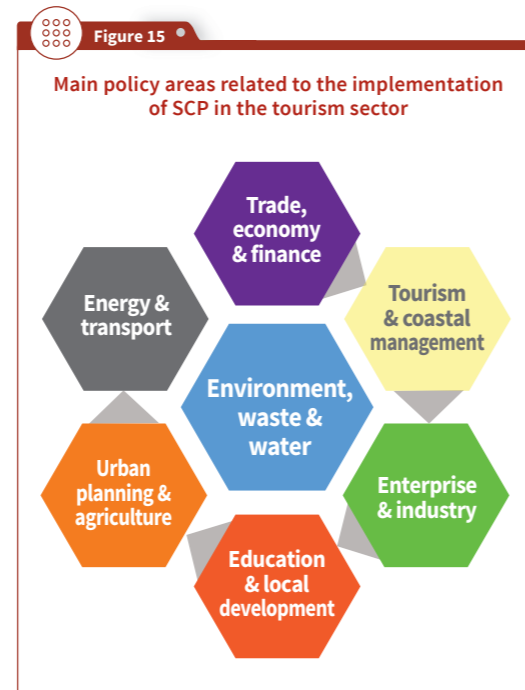 Figure 15
Main policy areas related to the implementation
of SCP in the tourism sector
Trade,
economy
& finance
Tourism
& coastal
management
Enterprise
& industry
Education
& local
development
Urban
planning &
agriculture
Energy &
transport
Environment,
waste &
water